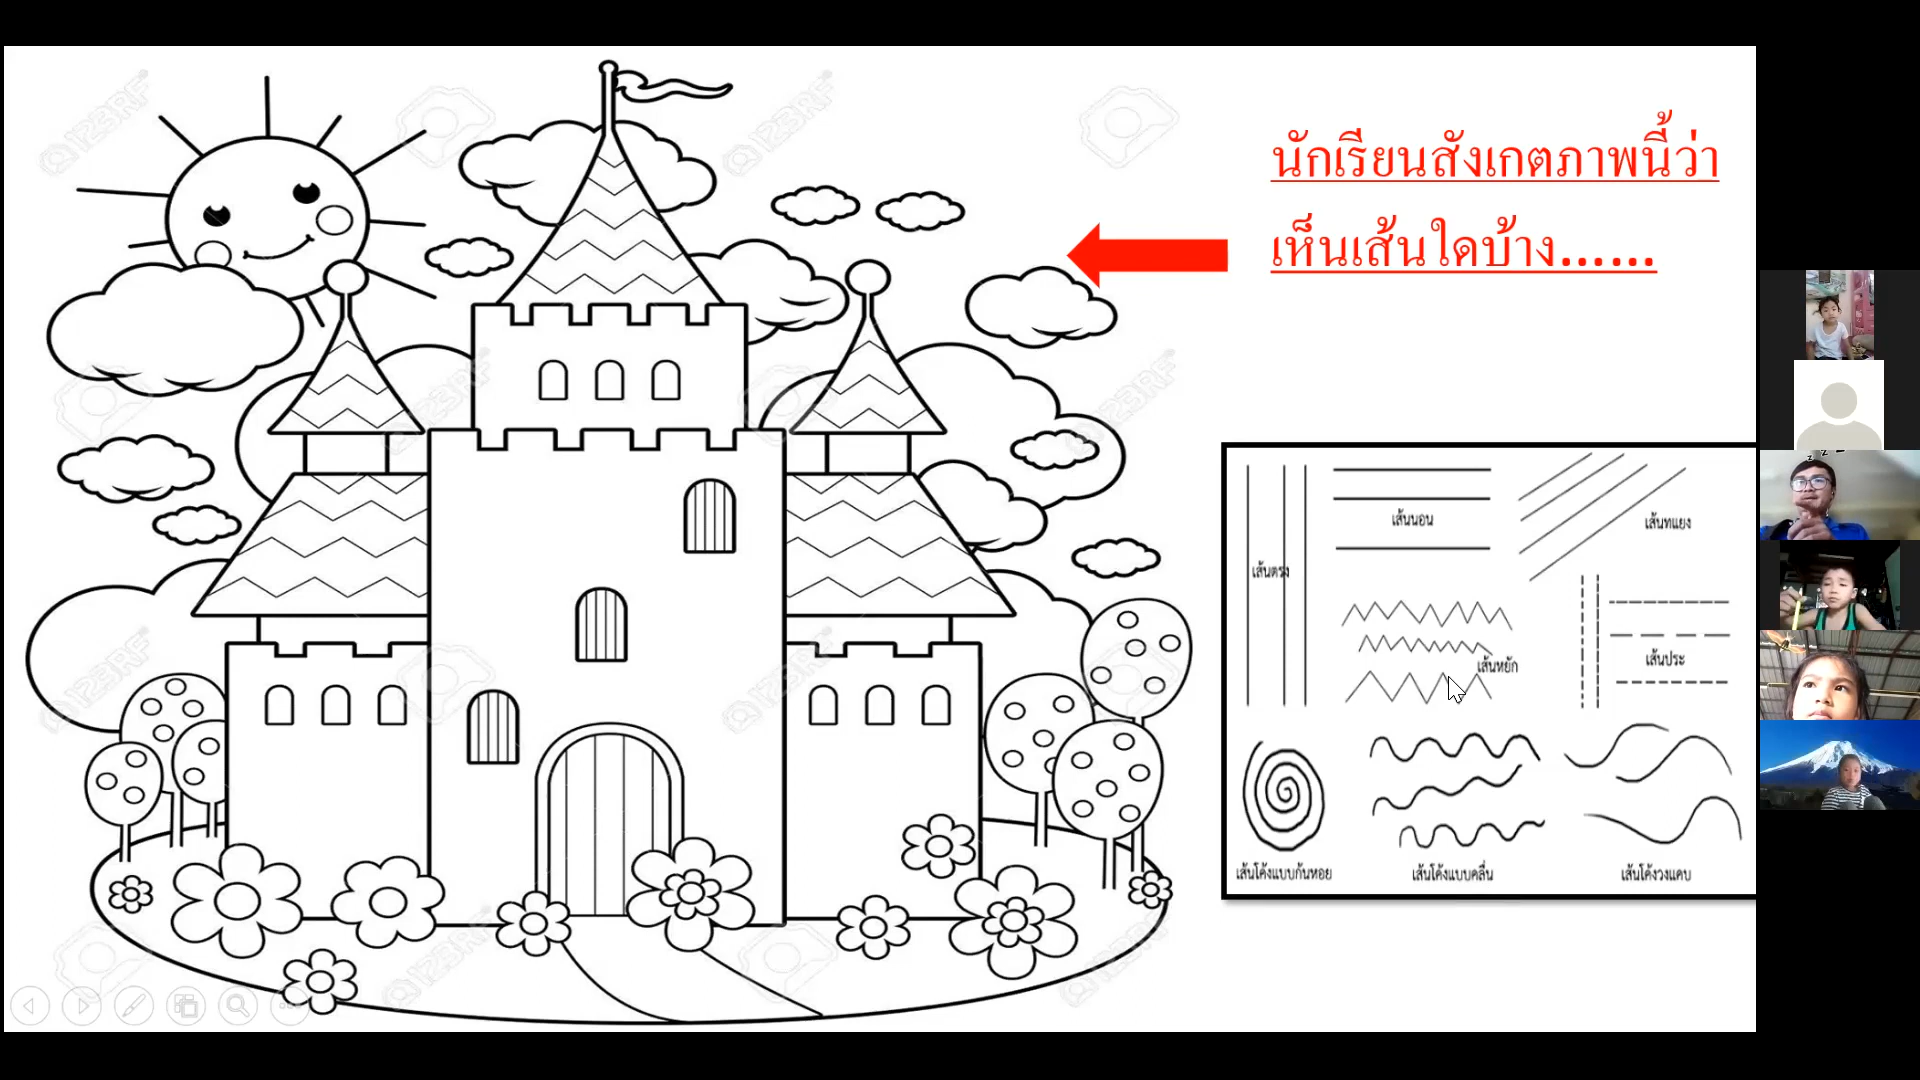 นักเรียนสังเกตภาพนี้ว่า
เห็นเส้นใดบ้าง......
เส้นนอน
เส้นทแยง
เส้นตรง
เส้นหยัก
เส้นประ
เส้นโค้งแบบก้นหอย
เส้นโค้งแบบคลื่น
เส้นโค้งวงแคบ
123RF
z z z